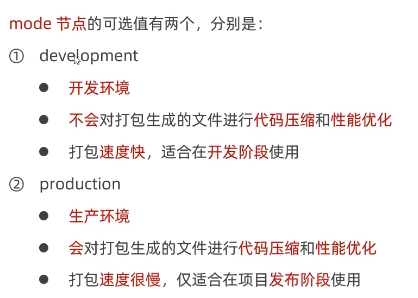 mode 节点的可选值有两个，分别是：
① development
● 开发环境
● 不会对打包生成的文件进行代码压缩和性能优化
● 打包速度快，适合在开发阶段使用
② production
● 生产环境
● 会对打包生成的文件进行代码压缩和性能优化
● 打包速度很慢，仅适合在项目发布阶段使用